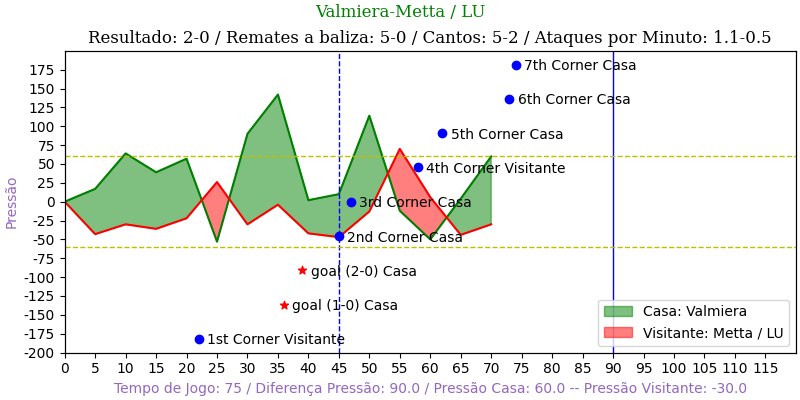 Valmiera-Metta / LU
Resultado: 2-0 / Remates a baliza: 5-0 / Cantos: 5-2 / Ataques por Minuto: 1.1-0.5
175
150
125
100
75
50
25
0
-25
-50
-75
-100
-125
-150
-175
-200
Pressão
7th Corner Casa
6th Corner Casa
5th Corner Casa
4th Corner Visitante
3rd Corner Casa
2nd Corner Casa
goal (2-0) Casa
goal (1-0) Casa
1st Corner Visitante
Casa: Valmiera
Visitante: Metta / LU
0 5 10 15 20 25 30 35 40 45 50 55 60 65 70 75 80 85 90 95 100 105 110 115
Tempo de Jogo: 75 / Diferença Pressão: 90.0 / Pressão Casa: 60.0 -- Pressão Visitante: -30.0